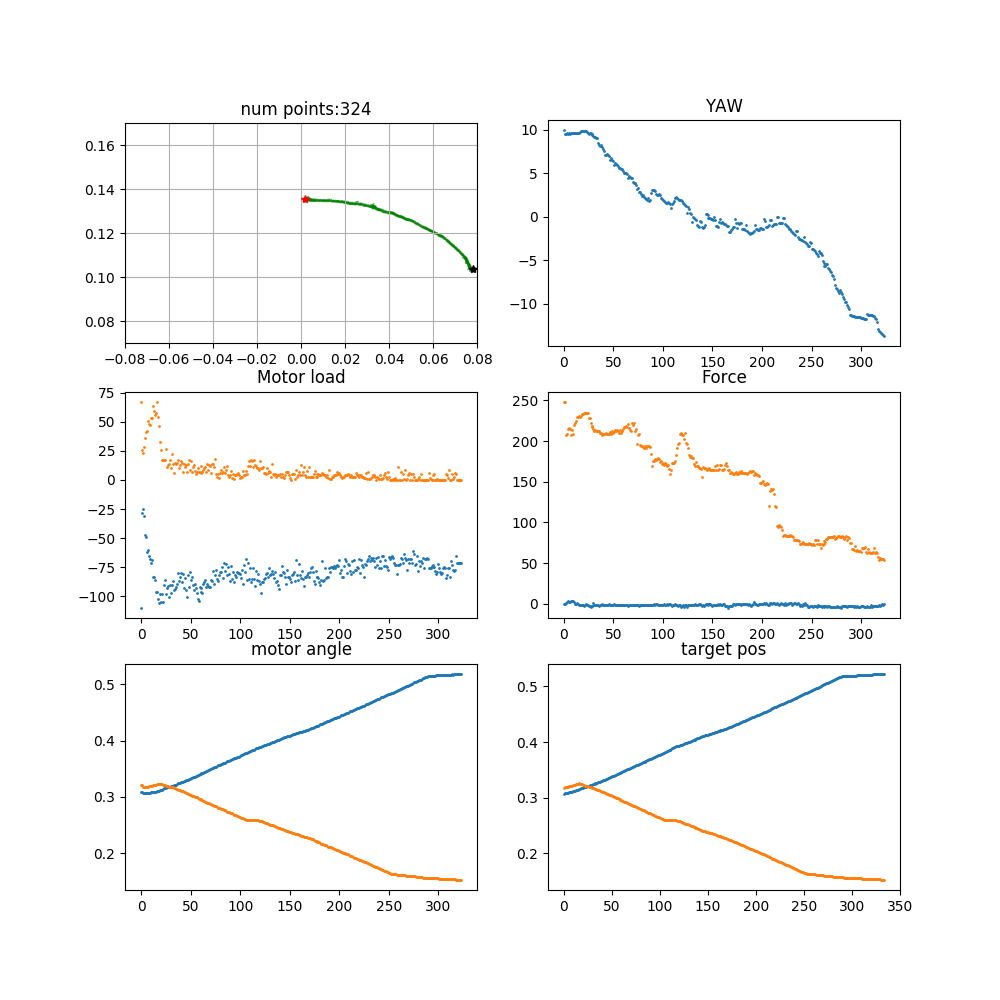 num points:324
YAW
0.16
0.14
0.12
0.10
0.08
−0.08 −0.06 −0.04 −0.02 0.00 0.02 0.04 0.06 0.08
10
5
0
−5
−10
0 50 100 150 200 250 300
Motor load
Force
75
50
25
0
−25
−50
−75
−100
0 50 100 150 200 250 300
250
200
150
100
50
0
0 50 100 150 200 250 300
motor angle
target pos
0.5
0.4
0.3
0.2
0 50 100 150 200 250 300
0.5
0.4
0.3
0.2
0 50 100 150 200 250 300 350